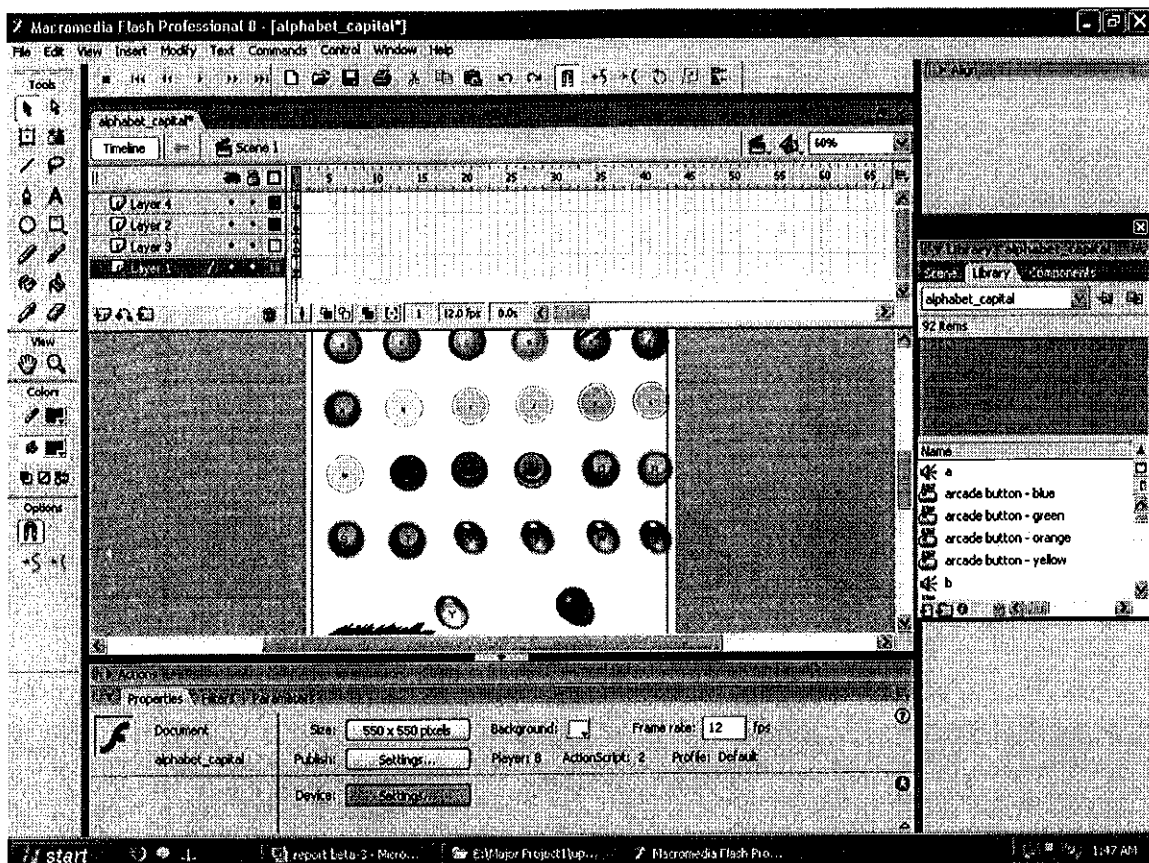 Macromedia Flash Professional 8 - [alphabet_capital*]
File Edit View Insert Modify Text Commands Control Window Help
Tools
Align
alphabet_capital*
Timeline
Scene 1
60%
5 10 15 20 25 30 35 40 45 50 55 60 65
Layer 4
Layer 2
Layer 3
Layer 1
1 12.0 fps 0.0s
Library - alphabet_capital
Scene Library Components
alphabet_capital
92 items
Name
a
arcade button - blue
arcade button - green
arcade button - orange
arcade button - yellow
b
View
Colors
Options
Y
Actions
Properties Filters Parameters
Document
alphabet_capital
Size: 550 x 550 pixels Background: Frame rate: 12 fps
Publish: Settings... Player: 8 ActionScript: 2 Profile: Default
Device: Settings...
start
report beta-3 - Micro...
E:\Major Project1\up...
Macromedia Flash Pro...
1:47 AM